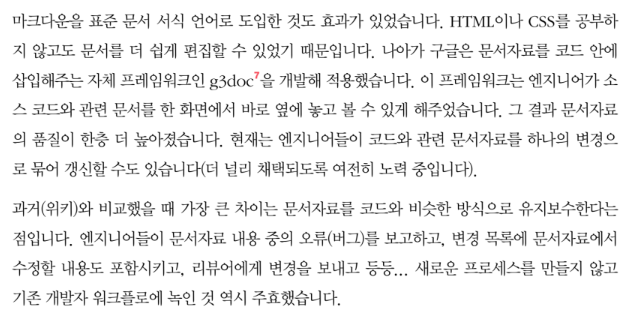 마크다운을 표준 문서 서식 언어로 도입한 것도 효과가 있었습니다. HTML이나 CSS를 공부하
지 않고도 문서를 더 쉽게 편집할 수 있었기 때문입니다. 나아가 구글은 문서자료를 코드 안에
삽입해주는 자체 프레임워크인 g3doc7을 개발해 적용했습니다. 이 프레임워크는 엔지니어가 소
스 코드와 관련 문서를 한 화면에서 바로 옆에 놓고 볼 수 있게 해주었습니다. 그 결과 문서자료
의 품질이 한층 더 높아졌습니다. 현재는 엔지니어들이 코드와 관련 문서자료를 하나의 변경으
로 묶어 갱신할 수도 있습니다(더 널리 채택되도록 여전히 노력 중입니다).
과거(위키)와 비교했을 때 가장 큰 차이는 문서자료를 코드와 비슷한 방식으로 유지보수한다는
점입니다. 엔지니어들이 문서자료 내용 중의 오류(버그)를 보고하고, 변경 목록에 문서자료에서
수정할 내용도 포함시키고, 리뷰어에게 변경을 보내고 등등... 새로운 프로세스를 만들지 않고
기존 개발자 워크플로에 녹인 것 역시 주효했습니다.